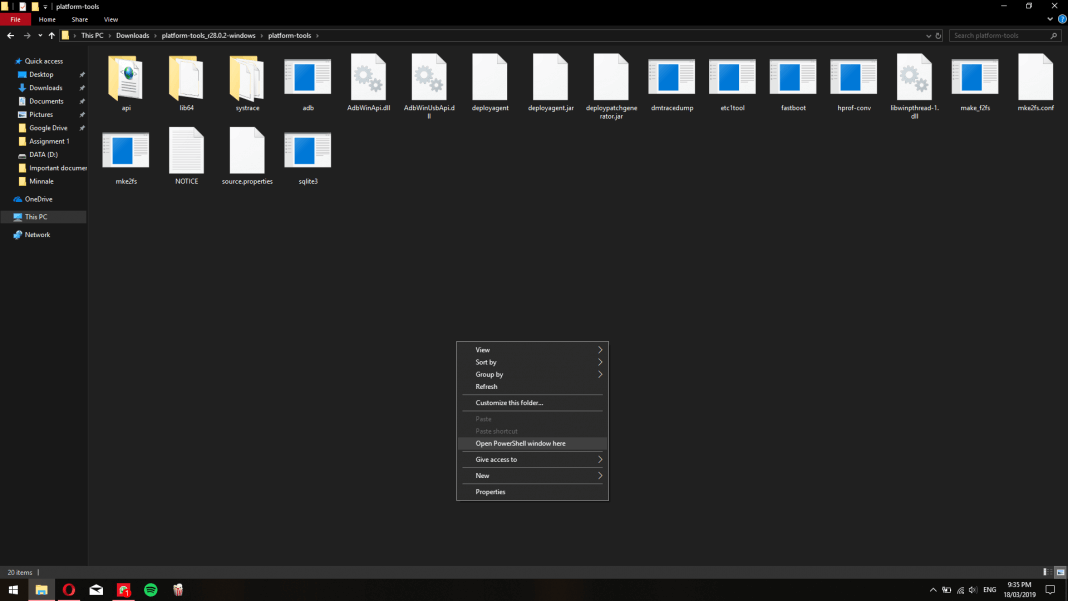 platform-tools
File Home Share View
This PC Downloads platform-tools_r28.0.2-windows platform-tools
Search platform-tools
Quick access
Desktop
Downloads
Documents
Pictures
Google Drive
Assignment 1
DATA (D:)
Important documen
Minnale
OneDrive
This PC
Network
api
lib64
systrace
adb
AdbWinApi.dll
AdbWinUsbApi.d
ll
deployagent
deployagent.jar
deploypatchgene
rator.jar
dmtracedump
etc1tool
fastboot
hprof-conv
libwinpthread-1.
dll
make_f2fs
mke2fs.conf
mke2fs
NOTICE
source.properties
sqlite3
View
Sort by
Group by
Refresh
Customize this folder...
Paste
Paste shortcut
Open PowerShell window here
Give access to
New
Properties
20 items
ENG
9:35 PM
18/03/2019